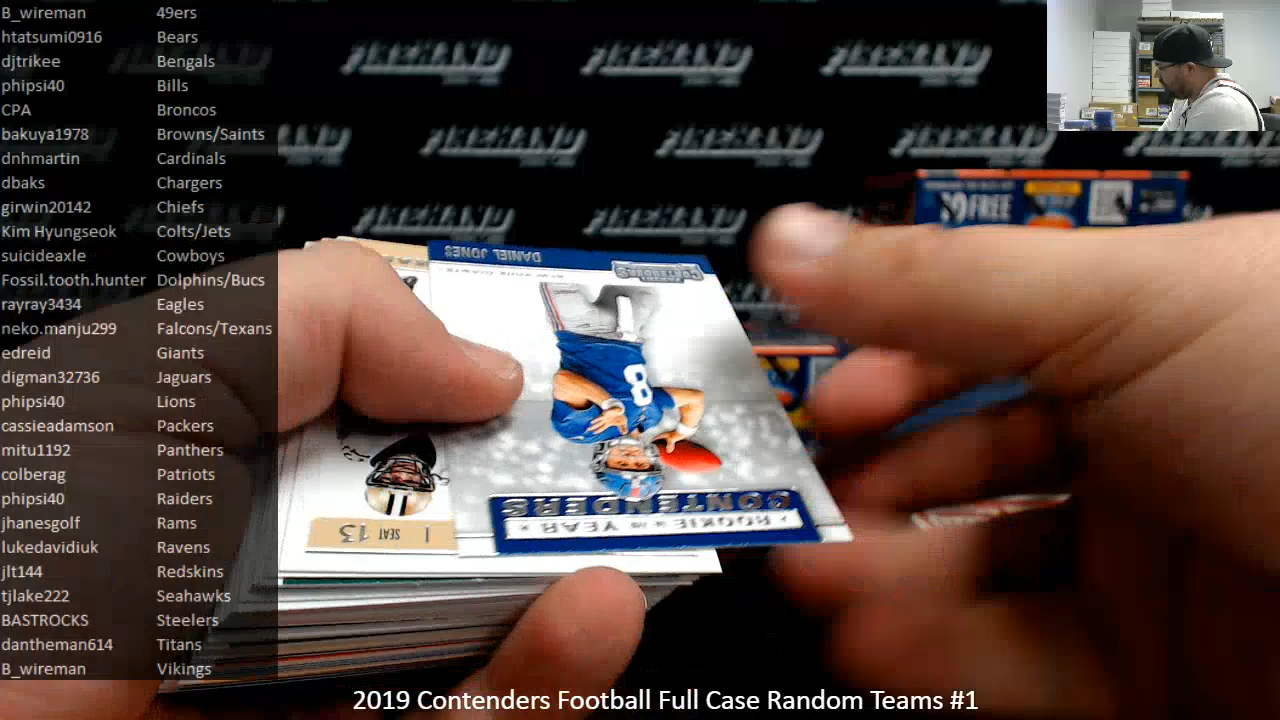 B_wireman 49ers
htatsumi0916 Bears
djtrikee Bengals
phipsi40 Bills
CPA Broncos
bakuya1978 Browns/Saints
dnhmartin Cardinals
dbaks Chargers
girwin20142 Chiefs
Kim Hyungseok Colts/Jets
suicideaxle Cowboys
Fossil.tooth.hunter Dolphins/Bucs
rayray3434 Eagles
neko.manju299 Falcons/Texans
edreid Giants
digman32736 Jaguars
phipsi40 Lions
cassieadamson Packers
mitu1192 Panthers
colberag Patriots
phipsi40 Raiders
jhanesgolf Rams
lukedavidiuk Ravens
jlt144 Redskins
tjlake222 Seahawks
BASTROCKS Steelers
dantheman614 Titans
B_wireman Vikings
FIREHAND
FREE
DANIEL JONES
CONTENDERS
8
ROOKIE OF THE YEAR
CONTENDERS
SEAT 13
2019 Contenders Football Full Case Random Teams #1